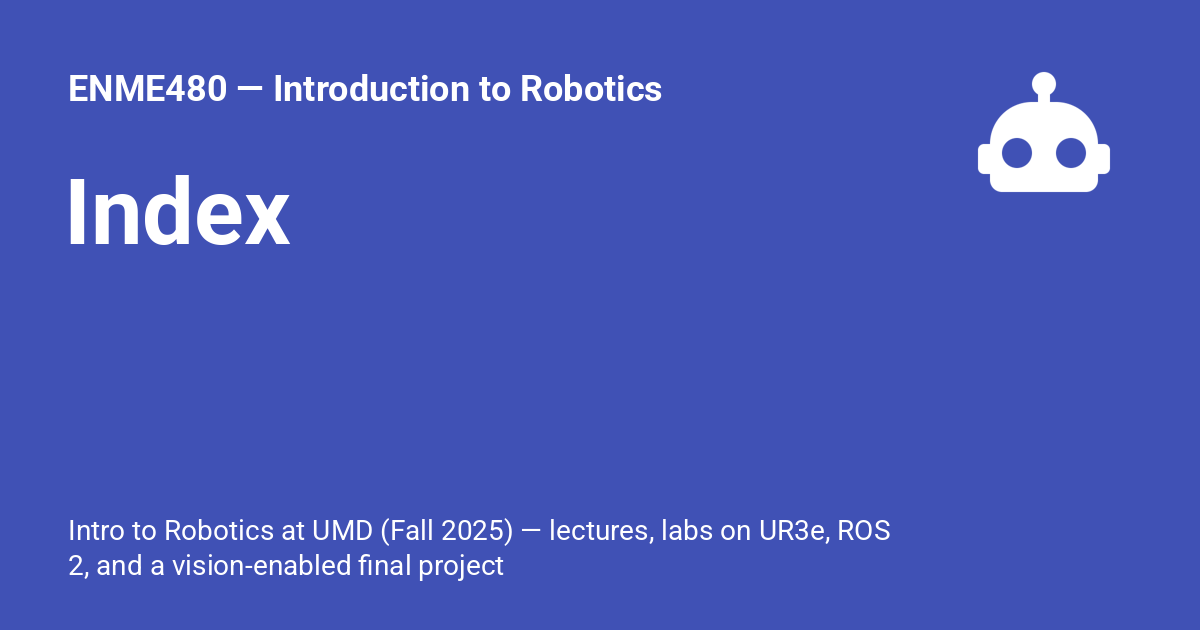 ENME480 — Introduction to Robotics
Index
Intro to Robotics at UMD (Fall 2025) — lectures, labs on UR3e, ROS
2, and a vision-enabled final project